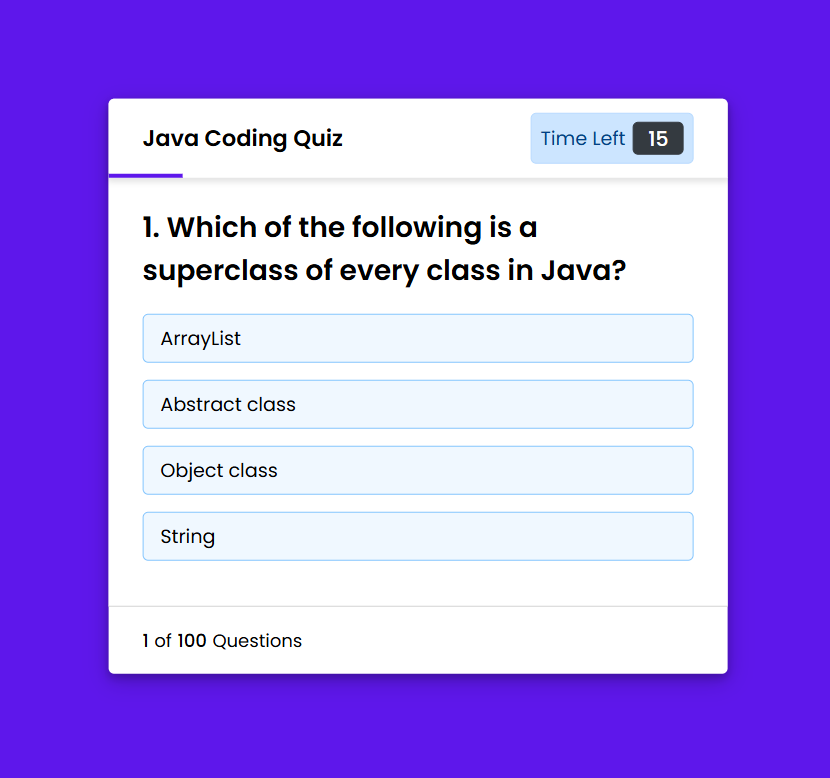 Java Coding Quiz
Time Left 15
1. Which of the following is a
superclass of every class in Java?
ArrayList
Abstract class
Object class
String
1 of 100 Questions